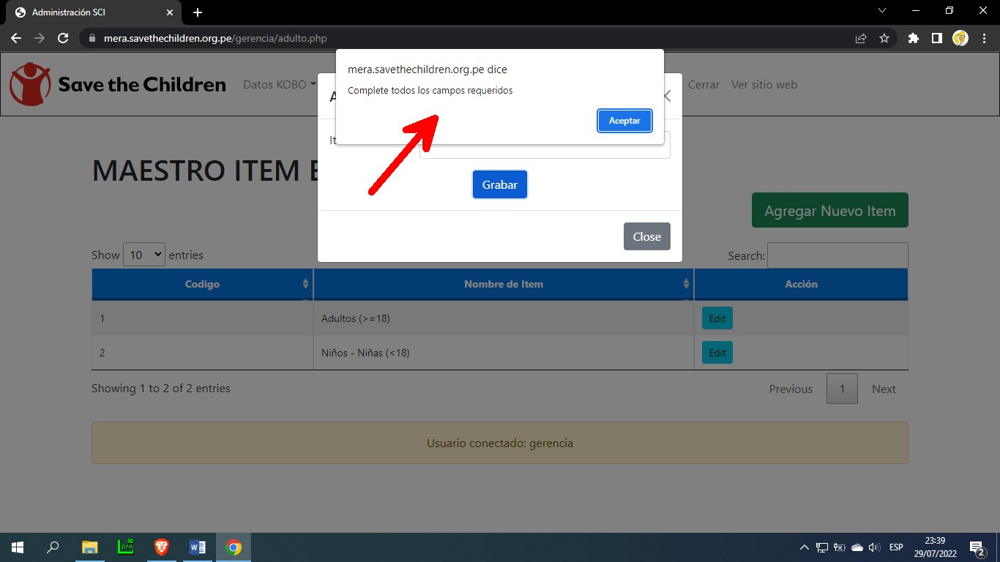 Administración SCI
mera.savethechildren.org.pe/gerencia/adulto.php
Save the Children
Datos KOBO
Cerrar
Ver sitio web
mera.savethechildren.org.pe dice
Complete todos los campos requeridos
Aceptar
MAESTRO ITEM
Grabar
Agregar Nuevo Item
Close
Show 10 entries
Search:
Codigo Nombre de Item Acción
1 Adultos (>=18) Edit
2 Niños - Niñas (<18) Edit
Showing 1 to 2 of 2 entries
Previous 1 Next
Usuario conectado: gerencia
ESP
23:39
29/07/2022
2